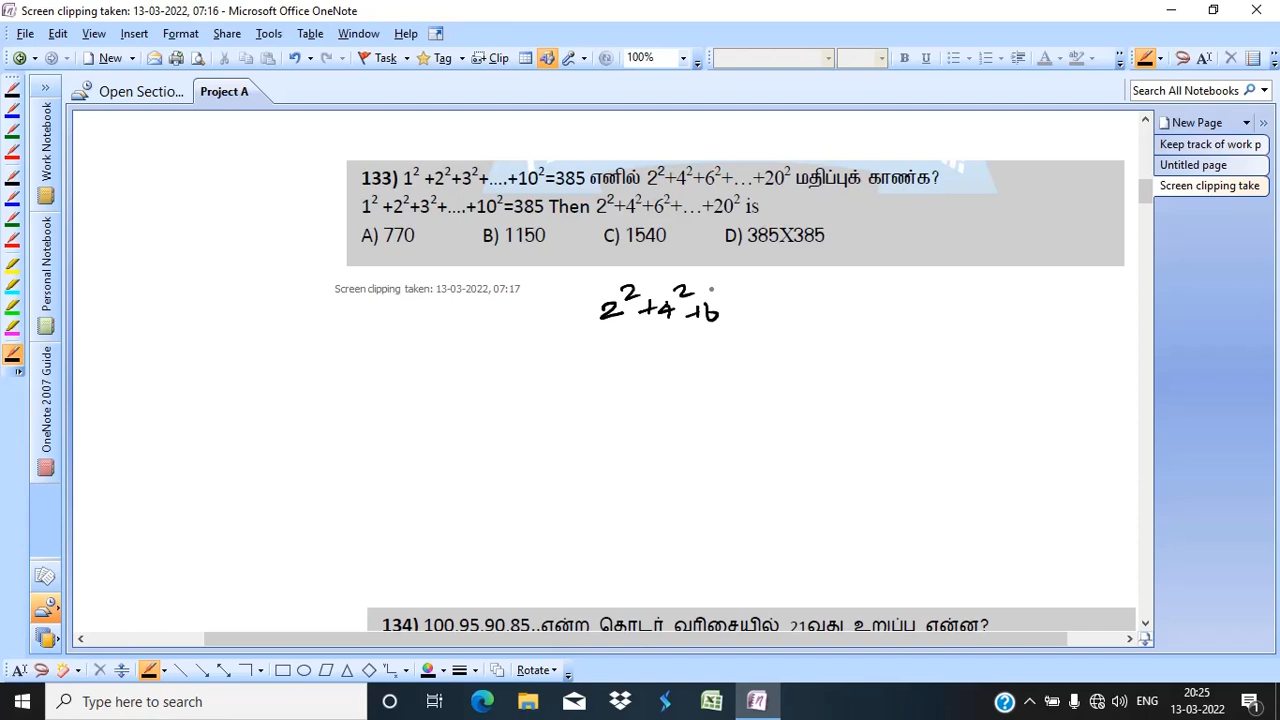 Screen clipping taken: 13-03-2022, 07:16 - Microsoft Office OneNote
File Edit View Insert Format Share Tools Table Window Help
New Task Tag Clip 100% B U A ab A
Open Sectio... Project A Search All Notebooks
Work Notebook
Personal Notebook
OneNote 2007 Guide
New Page
Keep track of work p
Untitled page
Screen clipping take
133) 1² +2²+3²+....+10²=385 எனில் 2²+4²+6²+...+20² மதிப்புக் காண்க?
1² +2²+3²+....+10²=385 Then 2²+4²+6²+...+20² is
A) 770 B) 1150 C) 1540 D) 385X385
Screen clipping taken: 13-03-2022, 07:17
2² +4² +6
134) 100 95 90 85..என்ற தொடர் வரிசையில் 21வது உறுப்பு என்ன?
A Rotate
Type here to search
ENG 20:25
13-03-2022
1